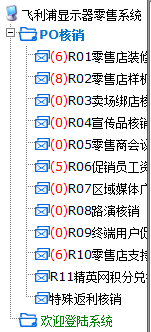 飞利浦显示器零售系统
PO核销
(6)R01零售店装修
(8)R02零售店样机
(0)R03卖场绑店核
(0)R04宣传品核销
(0)R05零售商会议
(5)R06促销员工资
(0)R07区域媒体广
(0)R08路演核销
(0)R09终端用户促
(6)R10零售店支持
R11精英网积分兑
特殊返利核销
欢迎登陆系统